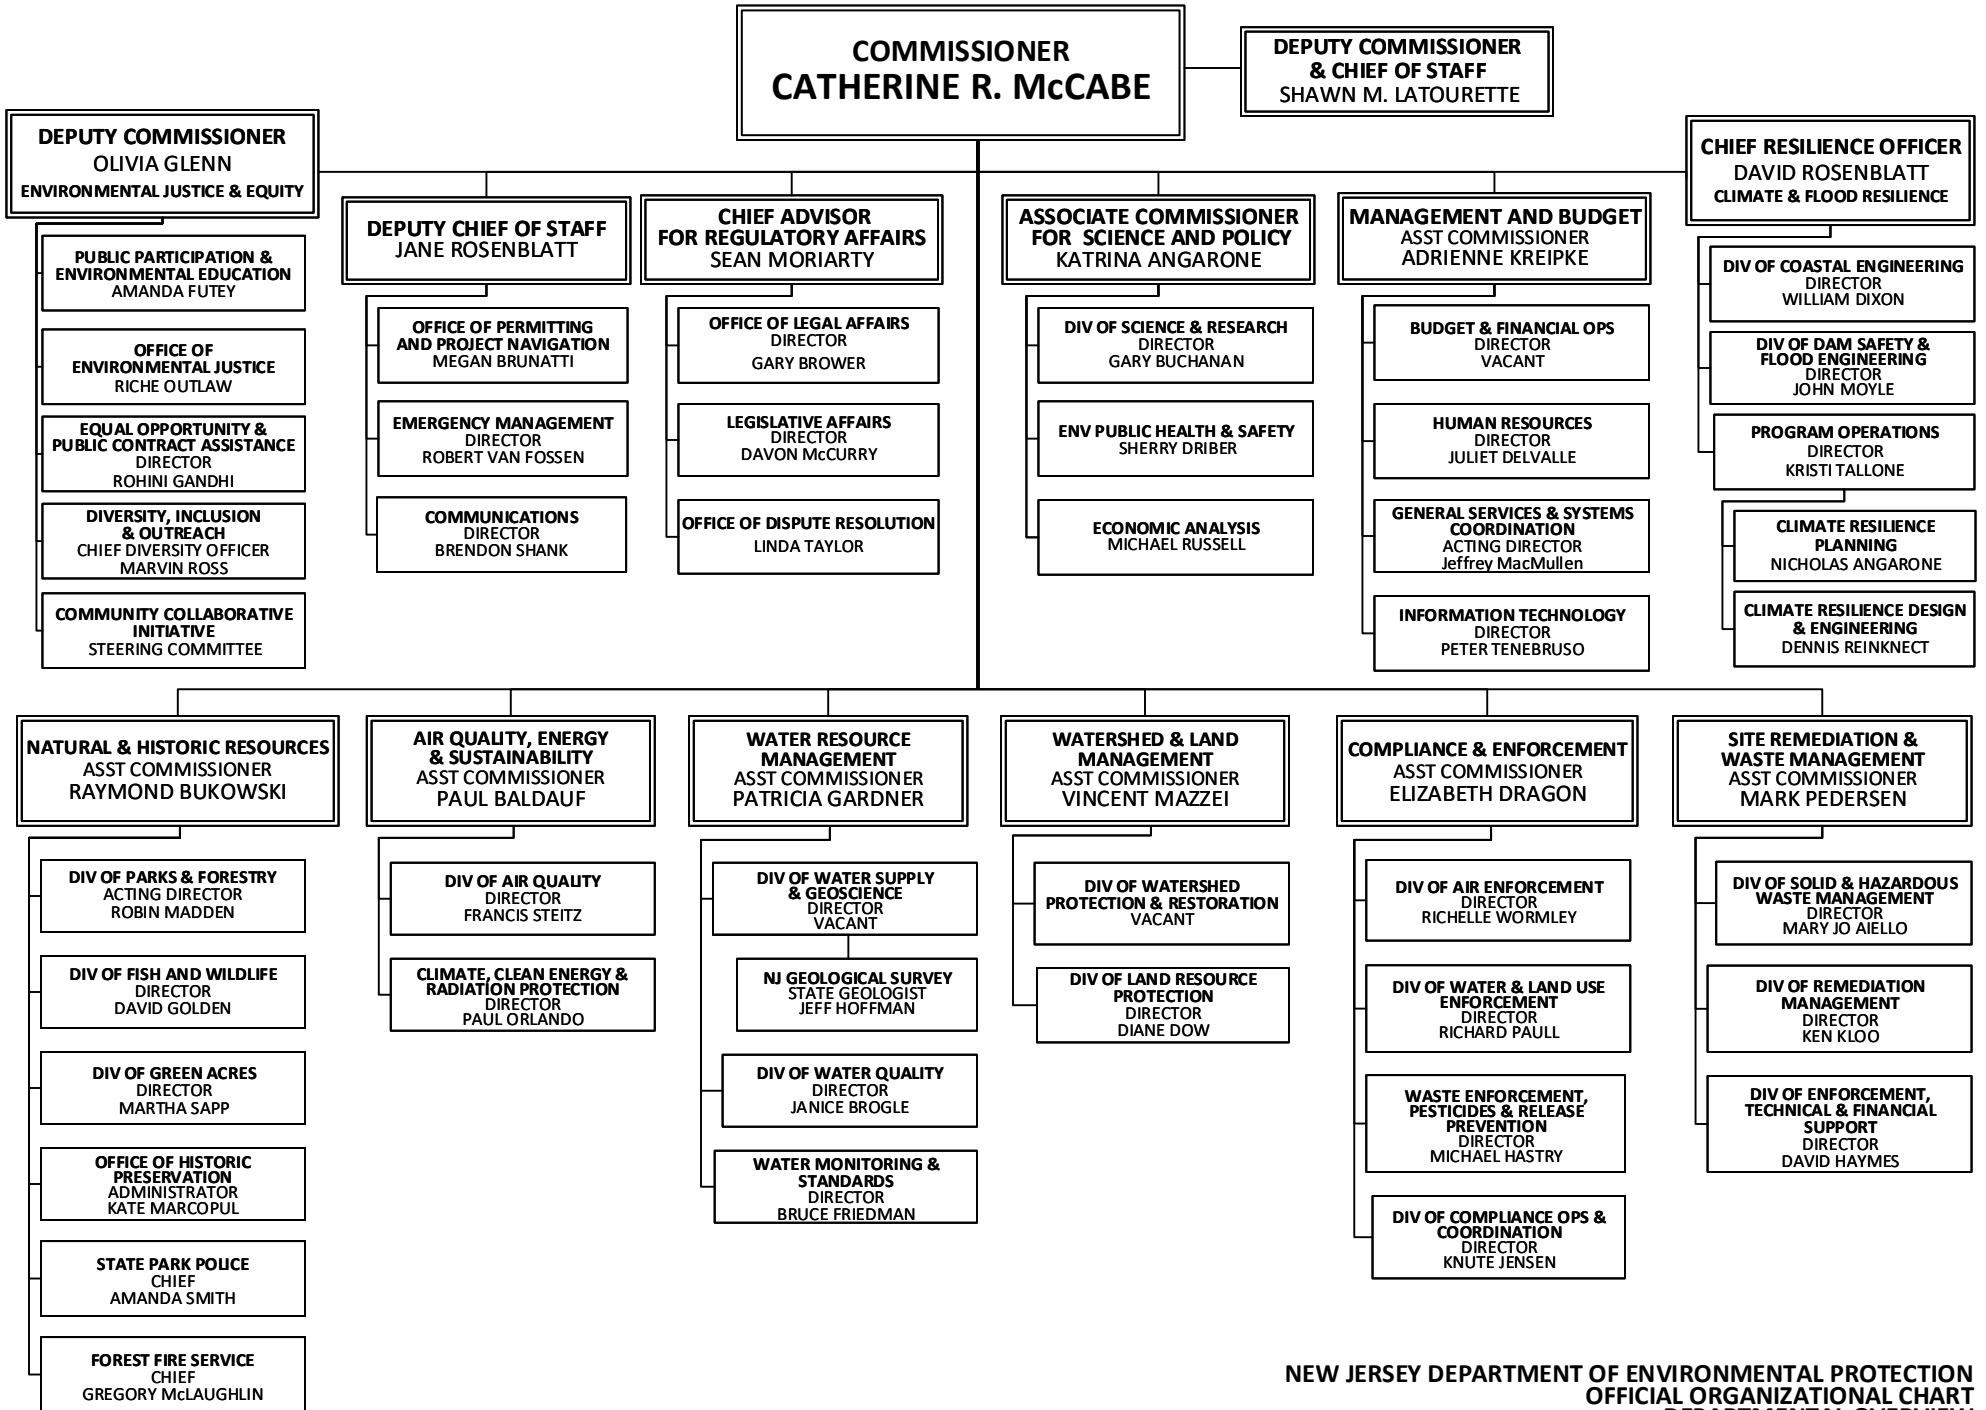 COMMISSIONER
CATHERINE R. McCABE
DEPUTY COMMISSIONER
& CHIEF OF STAFF
SHAWN M. LATOURETTE
DEPUTY COMMISSIONER
OLIVIA GLENN
ENVIRONMENTAL JUSTICE & EQUITY
PUBLIC PARTICIPATION &
ENVIRONMENTAL EDUCATION
AMANDA FUTEY
OFFICE OF
ENVIRONMENTAL JUSTICE
RICHE OUTLAW
EQUAL OPPORTUNITY &
PUBLIC CONTRACT ASSISTANCE
DIRECTOR
ROHINI GANDHI
DIVERSITY, INCLUSION
& OUTREACH
CHIEF DIVERSITY OFFICER
MARVIN ROSS
COMMUNITY COLLABORATIVE
INITIATIVE
STEERING COMMITTEE
DEPUTY CHIEF OF STAFF
JANE ROSENBLATT
OFFICE OF PERMITTING
AND PROJECT NAVIGATION
MEGAN BRUNATTI
EMERGENCY MANAGEMENT
DIRECTOR
ROBERT VAN FOSSEN
COMMUNICATIONS
DIRECTOR
BRENDON SHANK
CHIEF ADVISOR
FOR REGULATORY AFFAIRS
SEAN MORIARTY
OFFICE OF LEGAL AFFAIRS
DIRECTOR
GARY BROWER
LEGISLATIVE AFFAIRS
DIRECTOR
DAVON McCURRY
OFFICE OF DISPUTE RESOLUTION
LINDA TAYLOR
ASSOCIATE COMMISSIONER
FOR SCIENCE AND POLICY
KATRINA ANGARONE
DIV OF SCIENCE & RESEARCH
DIRECTOR
GARY BUCHANAN
ENV PUBLIC HEALTH & SAFETY
SHERRY DRIBER
ECONOMIC ANALYSIS
MICHAEL RUSSELL
MANAGEMENT AND BUDGET
ASST COMMISSIONER
ADRIENNE KREIPKE
BUDGET & FINANCIAL OPS
DIRECTOR
VACANT
HUMAN RESOURCES
DIRECTOR
JULIET DELVALLE
GENERAL SERVICES & SYSTEMS
COORDINATION
ACTING DIRECTOR
Jeffrey MacMullen
INFORMATION TECHNOLOGY
DIRECTOR
PETER TENEBRUSO
CHIEF RESILIENCE OFFICER
DAVID ROSENBLATT
CLIMATE & FLOOD RESILIENCE
DIV OF COASTAL ENGINEERING
DIRECTOR
WILLIAM DIXON
DIV OF DAM SAFETY &
FLOOD ENGINEERING
DIRECTOR
JOHN MOYLE
PROGRAM OPERATIONS
DIRECTOR
KRISTI TALLONE
CLIMATE RESILIENCE
PLANNING
NICHOLAS ANGARONE
CLIMATE RESILIENCE DESIGN
& ENGINEERING
DENNIS REINKNECT
NATURAL & HISTORIC RESOURCES
ASST COMMISSIONER
RAYMOND BUKOWSKI
DIV OF PARKS & FORESTRY
ACTING DIRECTOR
ROBIN MADDEN
DIV OF FISH AND WILDLIFE
DIRECTOR
DAVID GOLDEN
DIV OF GREEN ACRES
DIRECTOR
MARTHA SAPP
OFFICE OF HISTORIC
PRESERVATION
ADMINISTRATOR
KATE MARCOPUL
STATE PARK POLICE
CHIEF
AMANDA SMITH
FOREST FIRE SERVICE
CHIEF
GREGORY McLAUGHLIN
AIR QUALITY, ENERGY
& SUSTAINABILITY
ASST COMMISSIONER
PAUL BALDAUF
DIV OF AIR QUALITY
DIRECTOR
FRANCIS STEITZ
CLIMATE, CLEAN ENERGY &
RADIATION PROTECTION
DIRECTOR
PAUL ORLANDO
WATER RESOURCE
MANAGEMENT
ASST COMMISSIONER
PATRICIA GARDNER
DIV OF WATER SUPPLY
& GEOSCIENCE
DIRECTOR
VACANT
NJ GEOLOGICAL SURVEY
STATE GEOLOGIST
JEFF HOFFMAN
DIV OF WATER QUALITY
DIRECTOR
JANICE BROGLE
WATER MONITORING &
STANDARDS
DIRECTOR
BRUCE FRIEDMAN
WATERSHED & LAND
MANAGEMENT
ASST COMMISSIONER
VINCENT MAZZEI
DIV OF WATERSHED
PROTECTION & RESTORATION
VACANT
DIV OF LAND RESOURCE
PROTECTION
DIRECTOR
DIANE DOW
COMPLIANCE & ENFORCEMENT
ASST COMMISSIONER
ELIZABETH DRAGON
DIV OF AIR ENFORCEMENT
DIRECTOR
RICHELLE WORMLEY
DIV OF WATER & LAND USE
ENFORCEMENT
DIRECTOR
RICHARD PAULL
WASTE ENFORCEMENT,
PESTICIDES & RELEASE
PREVENTION
DIRECTOR
MICHAEL HASTRY
DIV OF COMPLIANCE OPS &
COORDINATION
DIRECTOR
KNUTE JENSEN
SITE REMEDIATION &
WASTE MANAGEMENT
ASST COMMISSIONER
MARK PEDERSEN
DIV OF SOLID & HAZARDOUS
WASTE MANAGEMENT
DIRECTOR
MARY JO AIELLO
DIV OF REMEDIATION
MANAGEMENT
DIRECTOR
KEN KLOO
DIV OF ENFORCEMENT,
TECHNICAL & FINANCIAL
SUPPORT
DIRECTOR
DAVID HAYMES
NEW JERSEY DEPARTMENT OF ENVIRONMENTAL PROTECTION
OFFICIAL ORGANIZATIONAL CHART
DEPARTMENTAL OVERVIEW